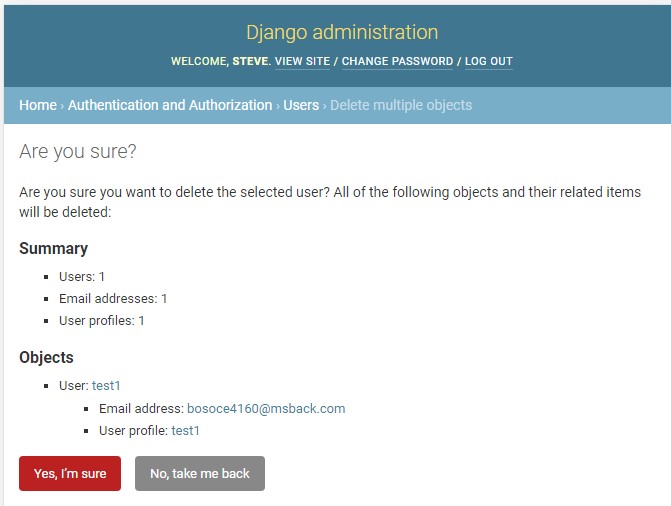 Django administration
WELCOME, STEVE. VIEW SITE / CHANGE PASSWORD / LOG OUT
Home › Authentication and Authorization › Users › Delete multiple objects
Are you sure?
Are you sure you want to delete the selected user? All of the following objects and their related items
will be deleted:
Summary
Users: 1
Email addresses: 1
User profiles: 1
Objects
User: test1
Email address: bosoce4160@msback.com
User profile: test1
Yes, I'm sure No, take me back